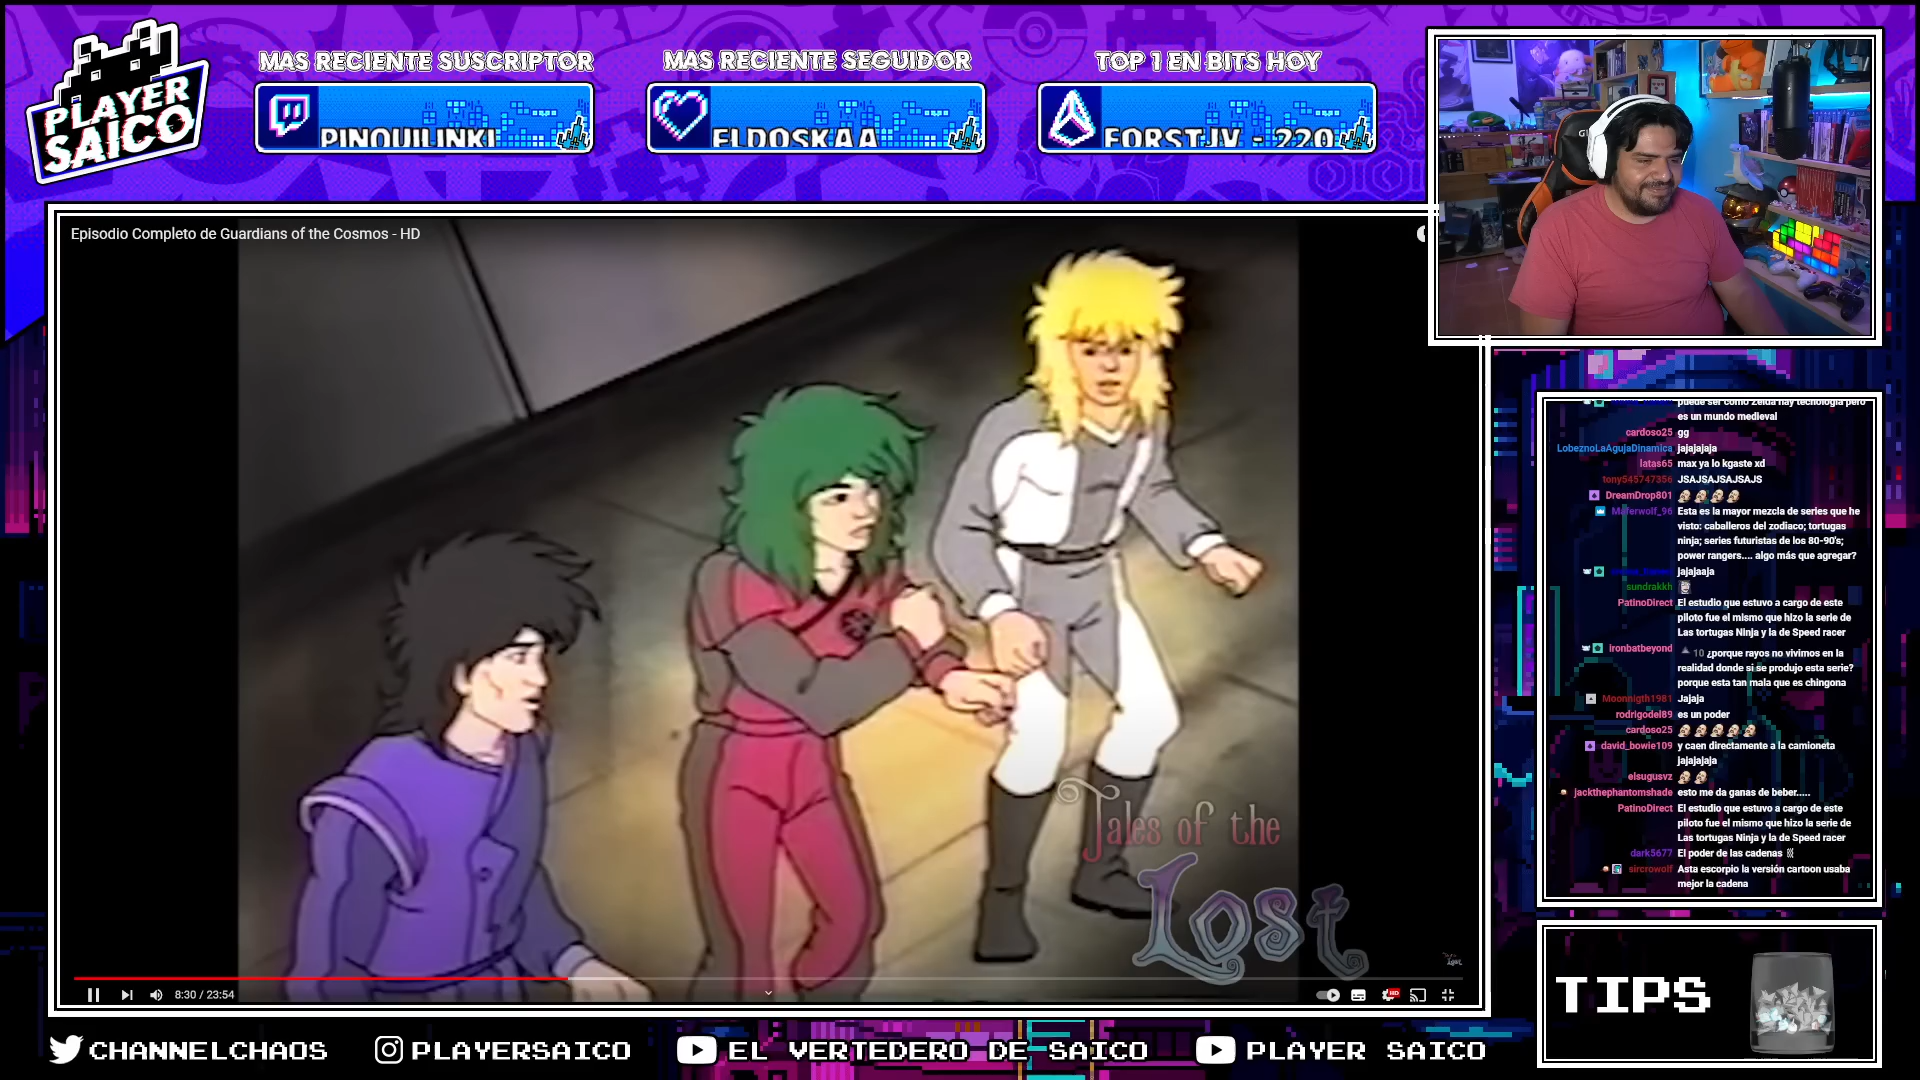 PLAYER
SAICO
MAS RECIENTE SUSCRIPTOR
PINQUILINKI
MAS RECIENTE SEGUIDOR
ELDOSKAA
TOP 1 EN BITS HOY
FORSTJV - 220
Episodio Completo de Guardians of the Cosmos - HD
Tales of the
Lost
8:30 / 23:54
HD
puede ser como zelda hay tecnologia pero
es un mundo medieval
cardoso25 gg
LobeznoLaAgujaDinamica jajajajaja
latas65 max ya lo kgaste xd
tony545747356 JSAJSAJSAJSAJS
DreamDrop801
Maferwolf_96 Esta es la mayor mezcla de series que he
visto: caballeros del zodiaco; tortugas
ninja; series futuristas de los 80-90's;
power rangers.... algo más que agregar?
jajajaaja
sundrakkh
PatinoDirect El estudio que estuvo a cargo de este
piloto fue el mismo que hizo la serie de
Las tortugas Ninja y la de Speed racer
ironbatbeyond 10 ¿porque rayos no vivimos en la
realidad donde si se produjo esta serie?
porque esta tan mala que es chingona
Moonnigth1981 Jajaja
rodrigodel89 es un poder
cardoso25
david_bowie109 y caen directamente a la camioneta
jajajajaja
elsugusvz
jackthephantomshade esto me da ganas de beber.....
PatinoDirect El estudio que estuvo a cargo de este
piloto fue el mismo que hizo la serie de
Las tortugas Ninja y la de Speed racer
dark5677 El poder de las cadenas
sircrowolf Asta escorpio la versión cartoon usaba
mejor la cadena
TIPS
CHANNELCHAOS
PLAYERSAICO
EL VERTEDERO DE SAICO
PLAYER SAICO